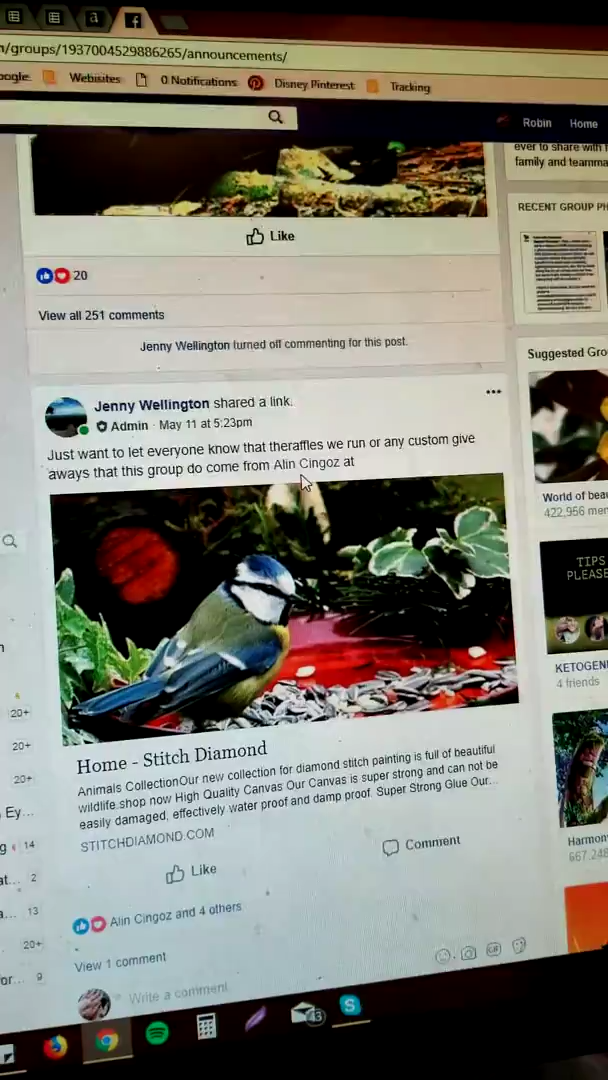 /groups/1937004529886265/announcements/
Webisites
0 Notifications
Disney Pinterest
Tracking
Robin
Home
ever to share with
family and teamma
RECENT GROUP PH
Like
20
View all 251 comments
Jenny Wellington turned off commenting for this post.
Suggested Gro
Jenny Wellington shared a link.
Admin · May 11 at 5:23pm
Just want to let everyone know that theraffles we run or any custom give
aways that this group do come from Alin Cingoz at
World of bea
422,956 mem
TIPS
PLEASE
KETOGENI
4 friends
Home - Stitch Diamond
Animals CollectionOur new collection for diamond stitch painting is full of beautiful
wildlife.shop now High Quality Canvas Our Canvas is super strong and can not be
easily damaged, effectively water proof and damp proof. Super Strong Glue Our...
STITCHDIAMOND.COM
Harmon
667,248
Like
Comment
Alin Cingoz and 4 others
View 1 comment
Write a comment
GIF
20+
20+
20+
Ey...
14
at... 2
13
20+
or... 9
43